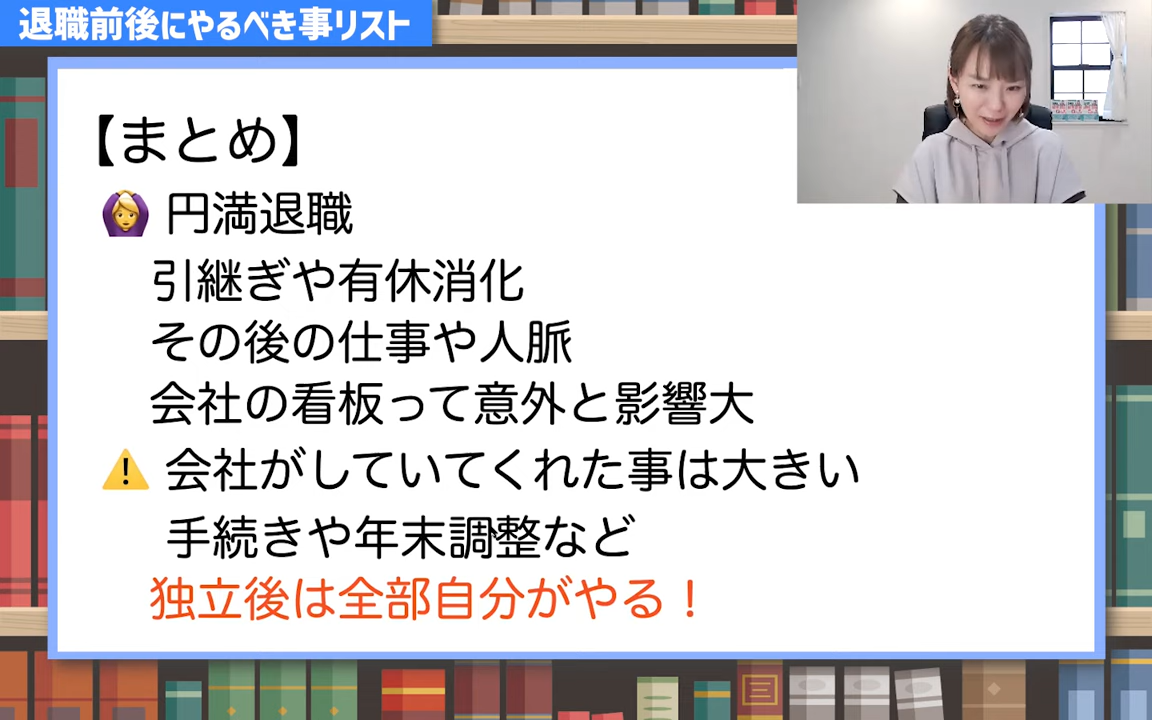 退職前後にやるべき事リスト
【まとめ】
🙆‍♀️ 円満退職
引継ぎや有休消化
その後の仕事や人脈
会社の看板って意外と影響大
⚠️ 会社がしていてくれた事は大きい
手続きや年末調整など
独立後は全部自分がやる！